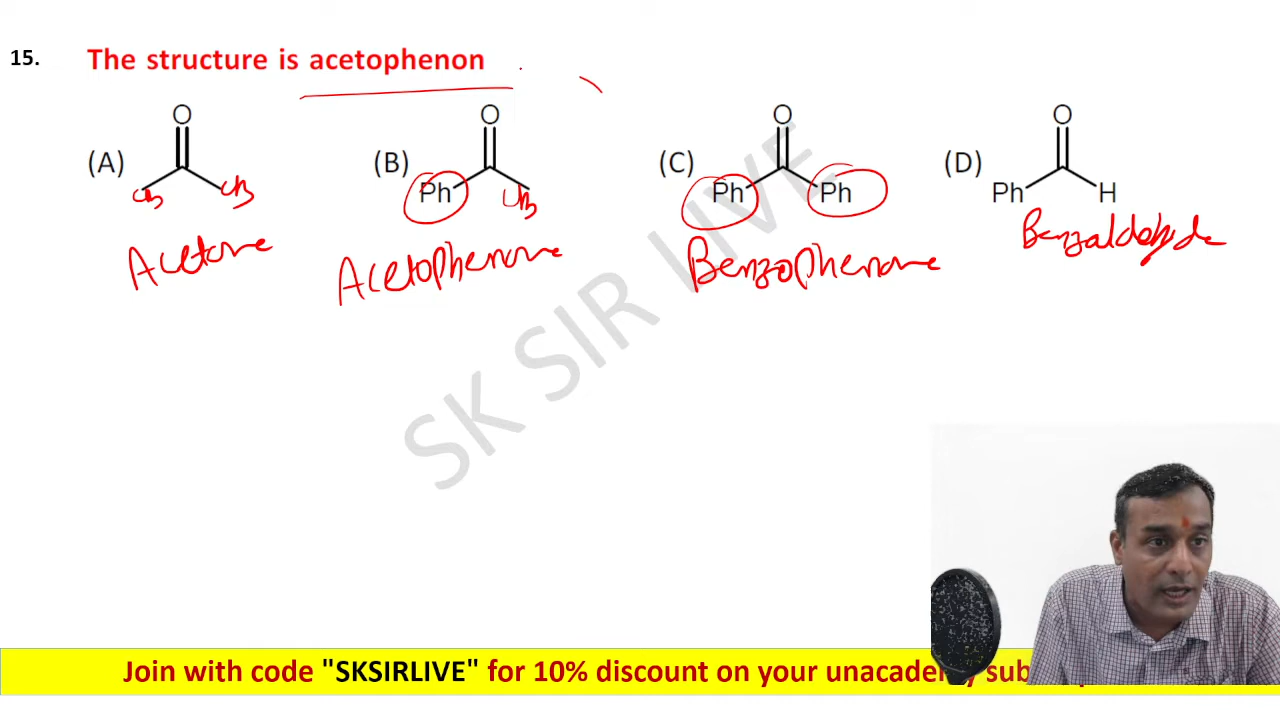 15. The structure is acetophenon
O O O O
(A) (B) (C) (D)
CH3 CH3 Ph CH3 Ph Ph Ph H
Acetone Acetophenone Benzophenone Benzaldehyde
SK SIR LIVE
Join with code "SKSIRLIVE" for 10% discount on your unacademy